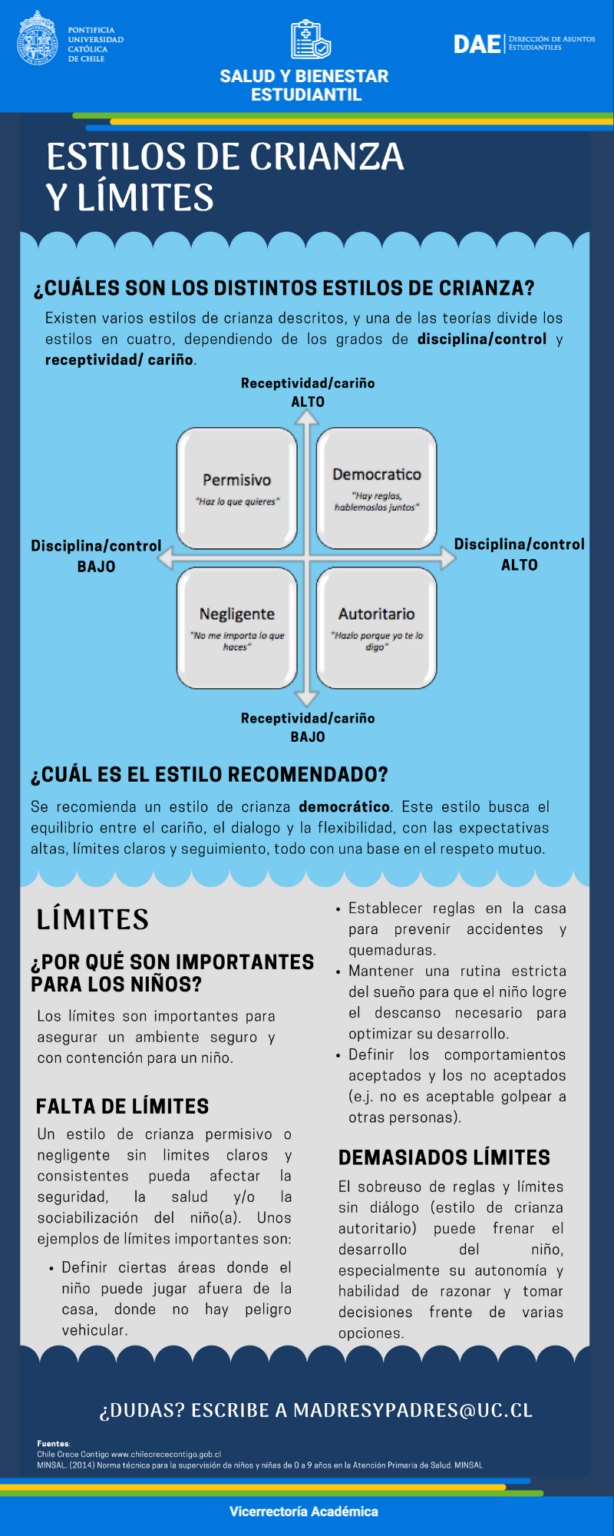 PONTIFICIA
UNIVERSIDAD
CATÓLICA
DE CHILE
SALUD Y BIENESTAR
ESTUDIANTIL
DAE
DIRECCIÓN DE ASUNTOS
ESTUDIANTILES
ESTILOS DE CRIANZA
Y LÍMITES
¿CUÁLES SON LOS DISTINTOS ESTILOS DE CRIANZA?
Existen varios estilos de crianza descritos, y una de las teorías divide los
estilos en cuatro, dependiendo de los grados de disciplina/control y
receptividad/ cariño.
Receptividad/cariño
ALTO
Permisivo
"Haz lo que quieres"
Democratico
"Hay reglas,
hablemoslas juntos"
Disciplina/control
BAJO
Disciplina/control
ALTO
Negligente
"No me importa lo que
haces"
Autoritario
"Hazlo porque yo te lo
digo"
Receptividad/cariño
BAJO
¿CUÁL ES EL ESTILO RECOMENDADO?
Se recomienda un estilo de crianza democrático. Este estilo busca el
equilibrio entre el cariño, el dialogo y la flexibilidad, con las expectativas
altas, límites claros y seguimiento, todo con una base en el respeto mutuo.
LÍMITES
¿POR QUÉ SON IMPORTANTES
PARA LOS NIÑOS?
Los límites son importantes para
asegurar un ambiente seguro y
con contención para un niño.
FALTA DE LÍMITES
Un estilo de crianza permisivo o
negligente sin limites claros y
consistentes pueda afectar la
seguridad, la salud y/o la
sociabilización del niño(a). Unos
ejemplos de límites importantes son:
• Definir ciertas áreas donde el
niño puede jugar afuera de la
casa, donde no hay peligro
vehicular.
• Establecer reglas en la casa
para prevenir accidentes y
quemaduras.
• Mantener una rutina estricta
del sueño para que el niño logre
el descanso necesario para
optimizar su desarrollo.
• Definir los comportamientos
aceptados y los no aceptados
(e.j. no es aceptable golpear a
otras personas).
DEMASIADOS LÍMITES
El sobreuso de reglas y límites
sin diálogo (estilo de crianza
autoritario) puede frenar el
desarrollo del niño,
especialmente su autonomía y
habilidad de razonar y tomar
decisiones frente de varias
opciones.
¿DUDAS? ESCRIBE A MADRESYPADRES@UC.CL
Fuentes:
Chile Crece Contigo www.chilecrececontigo.gob.cl
MINSAL. (2014) Norma técnica para la supervisión de niños y niñas de 0 a 9 años en la Atención Primaria de Salud. MINSAL
Vicerrectoría Académica